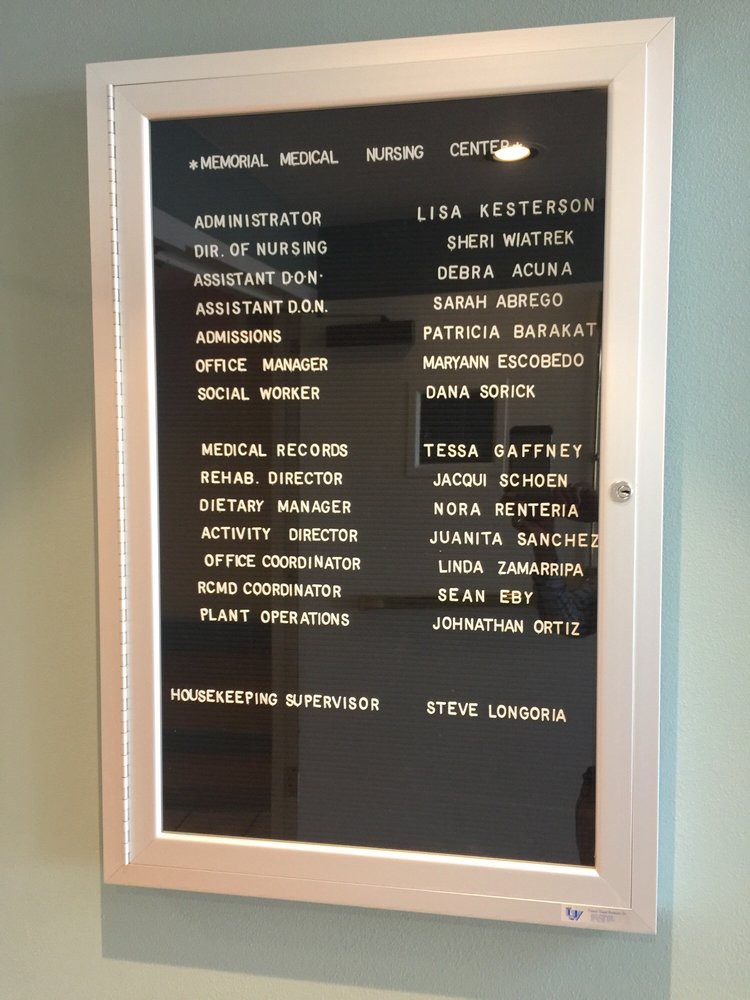 *MEMORIAL MEDICAL NURSING CENTER*
ADMINISTRATOR LISA KESTERSON
DIR. OF NURSING SHERI WIATREK
ASSISTANT D.O.N. DEBRA ACUNA
ASSISTANT D.O.N. SARAH ABREGO
ADMISSIONS PATRICIA BARAKAT
OFFICE MANAGER MARYANN ESCOBEDO
SOCIAL WORKER DANA SORICK
MEDICAL RECORDS TESSA GAFFNEY
REHAB. DIRECTOR JACQUI SCHOEN
DIETARY MANAGER NORA RENTERIA
ACTIVITY DIRECTOR JUANITA SANCHEZ
OFFICE COORDINATOR LINDA ZAMARRIPA
RCMD COORDINATOR SEAN EBY
PLANT OPERATIONS JOHNATHAN ORTIZ
HOUSEKEEPING SUPERVISOR STEVE LONGORIA